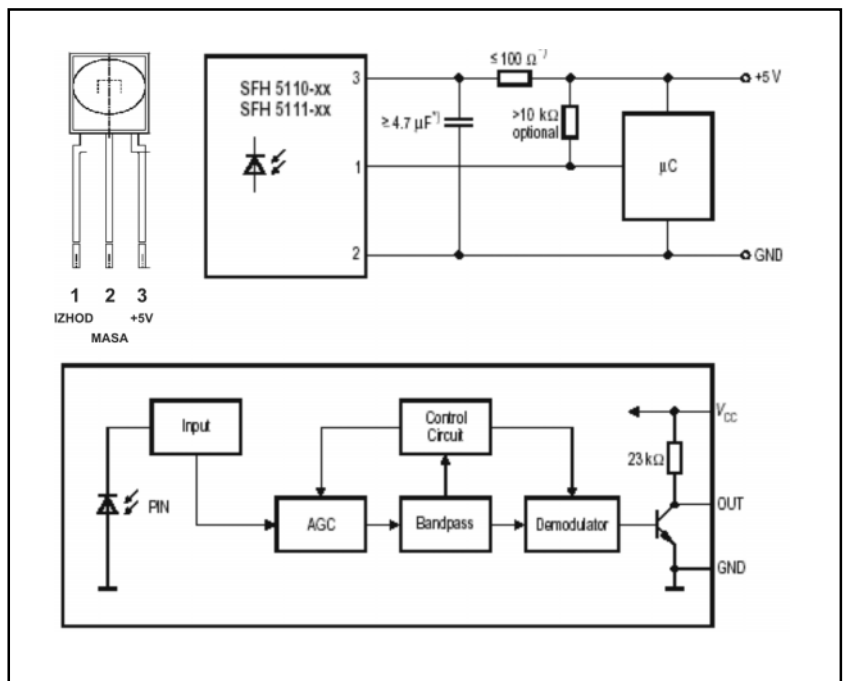 SFH 5110-xx
SFH 5111-xx
3
1
2
≤ 100 Ω *)
≥ 4.7 µF*)
>10 kΩ
optional
µC
+5 V
GND
1 2 3
IZHOD +5V
MASA
Input
PIN
AGC
Control
Circuit
Bandpass
Demodulator
VCC
23 kΩ
OUT
GND